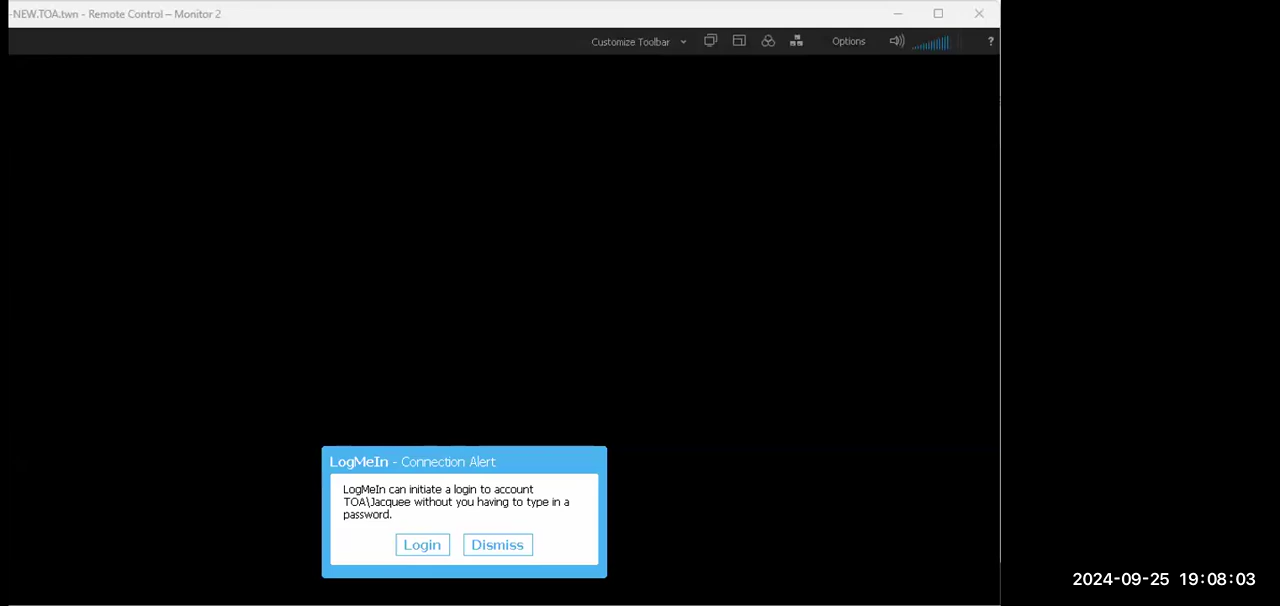 -NEW.TOA.twn - Remote Control – Monitor 2
Customize Toolbar
Options
?
LogMeIn - Connection Alert
LogMeIn can initiate a login to account
TOA\Jacquee without you having to type in a
password.
Login
Dismiss
2024-09-25 19:08:03